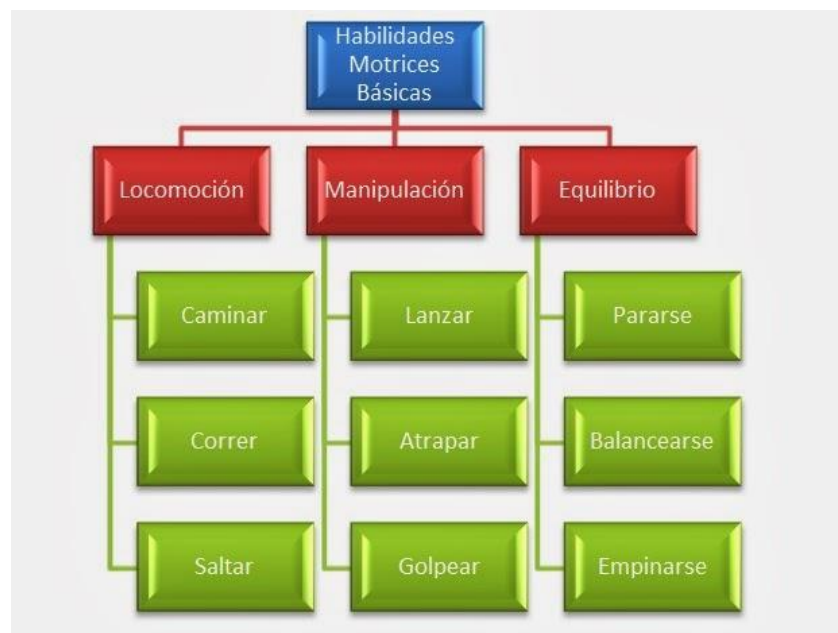 Habilidades
Motrices
Básicas
Locomoción
Manipulación
Equilibrio
Caminar
Lanzar
Pararse
Correr
Atrapar
Balancearse
Saltar
Golpear
Empinarse